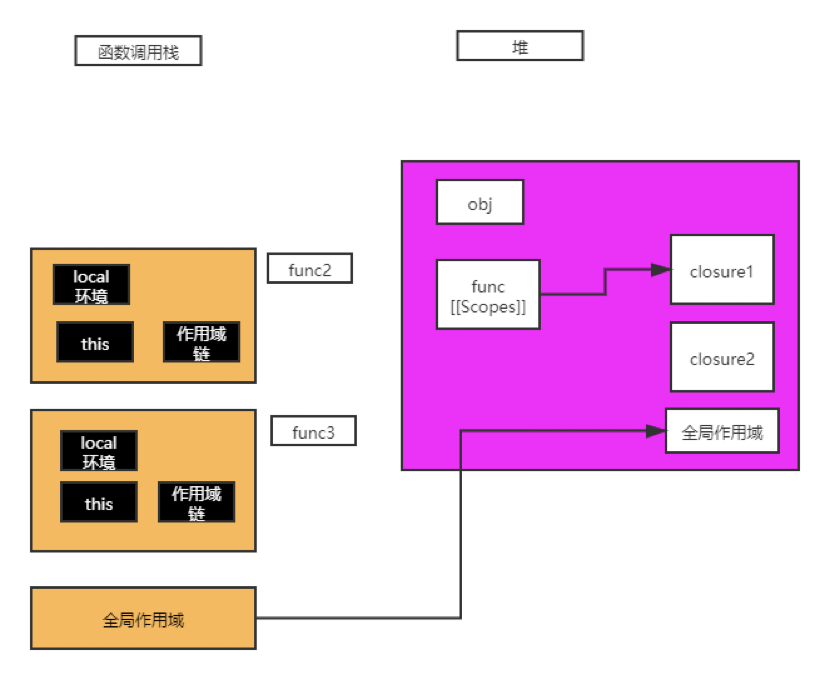 函数调用栈
堆
obj
func
[[Scopes]]
closure1
closure2
全局作用域
local
环境
func2
this
作用域
链
local
环境
func3
this
作用域
链
全局作用域